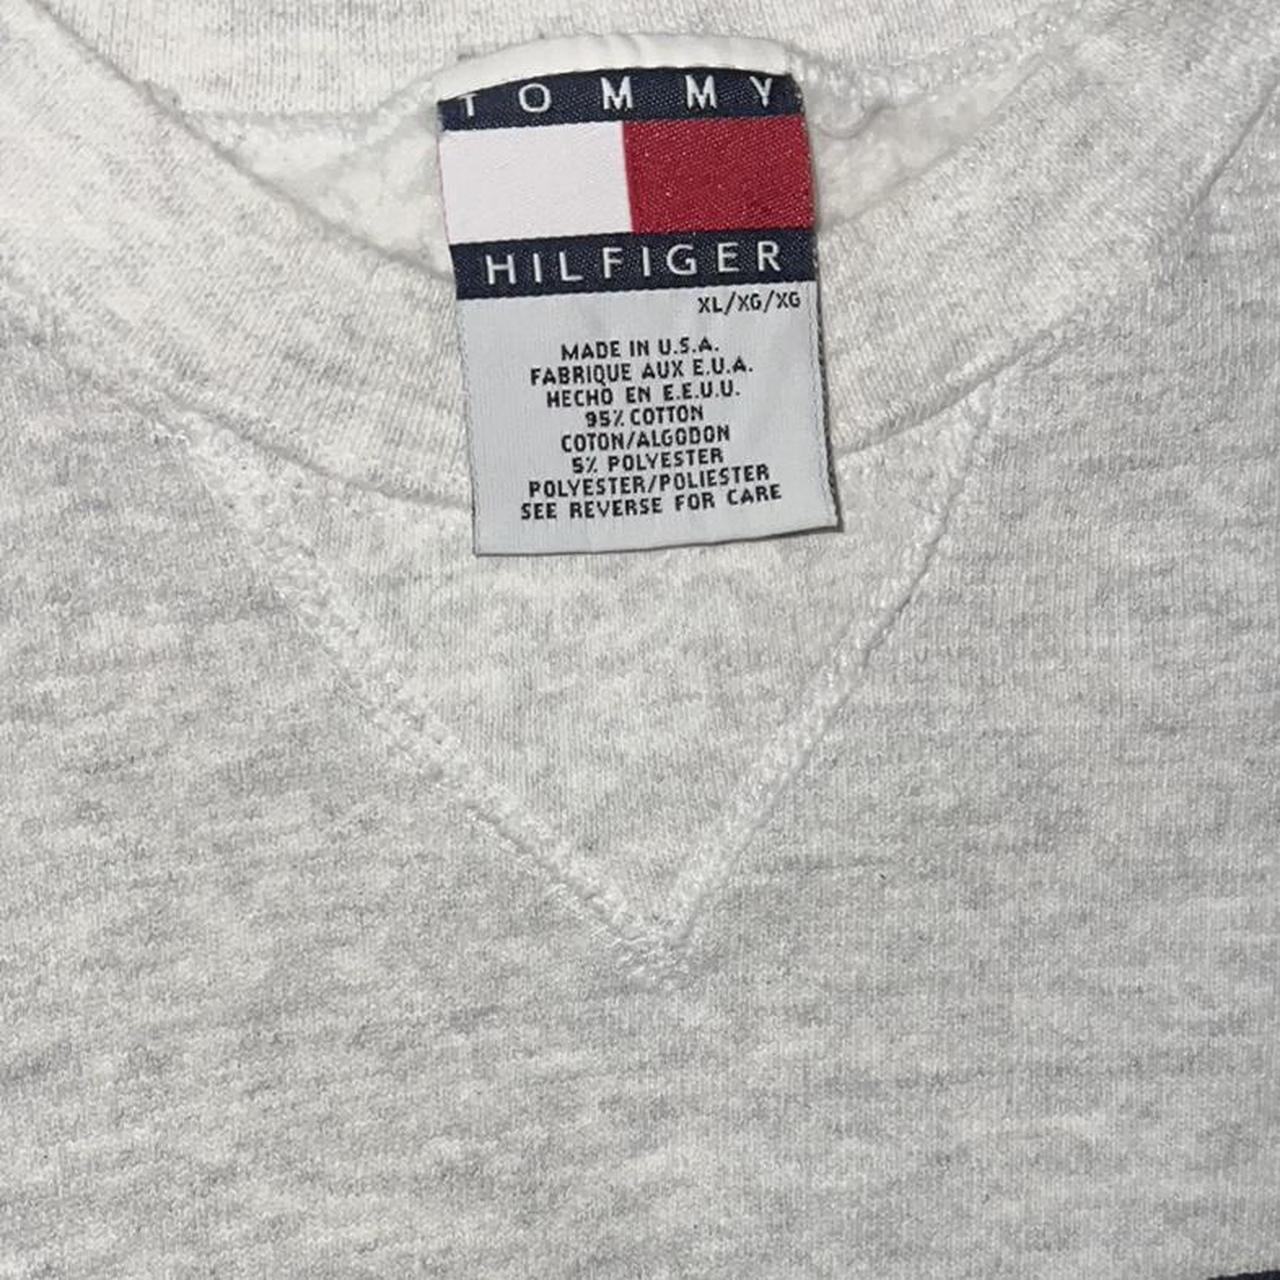 TOMMY
HILFIGER
XL/XG/XG
MADE IN U.S.A.
FABRIQUE AUX E.U.A.
HECHO EN E.E.U.U.
95% COTTON
COTON/ALGODON
5% POLYESTER
POLYESTER/POLIESTER
SEE REVERSE FOR CARE